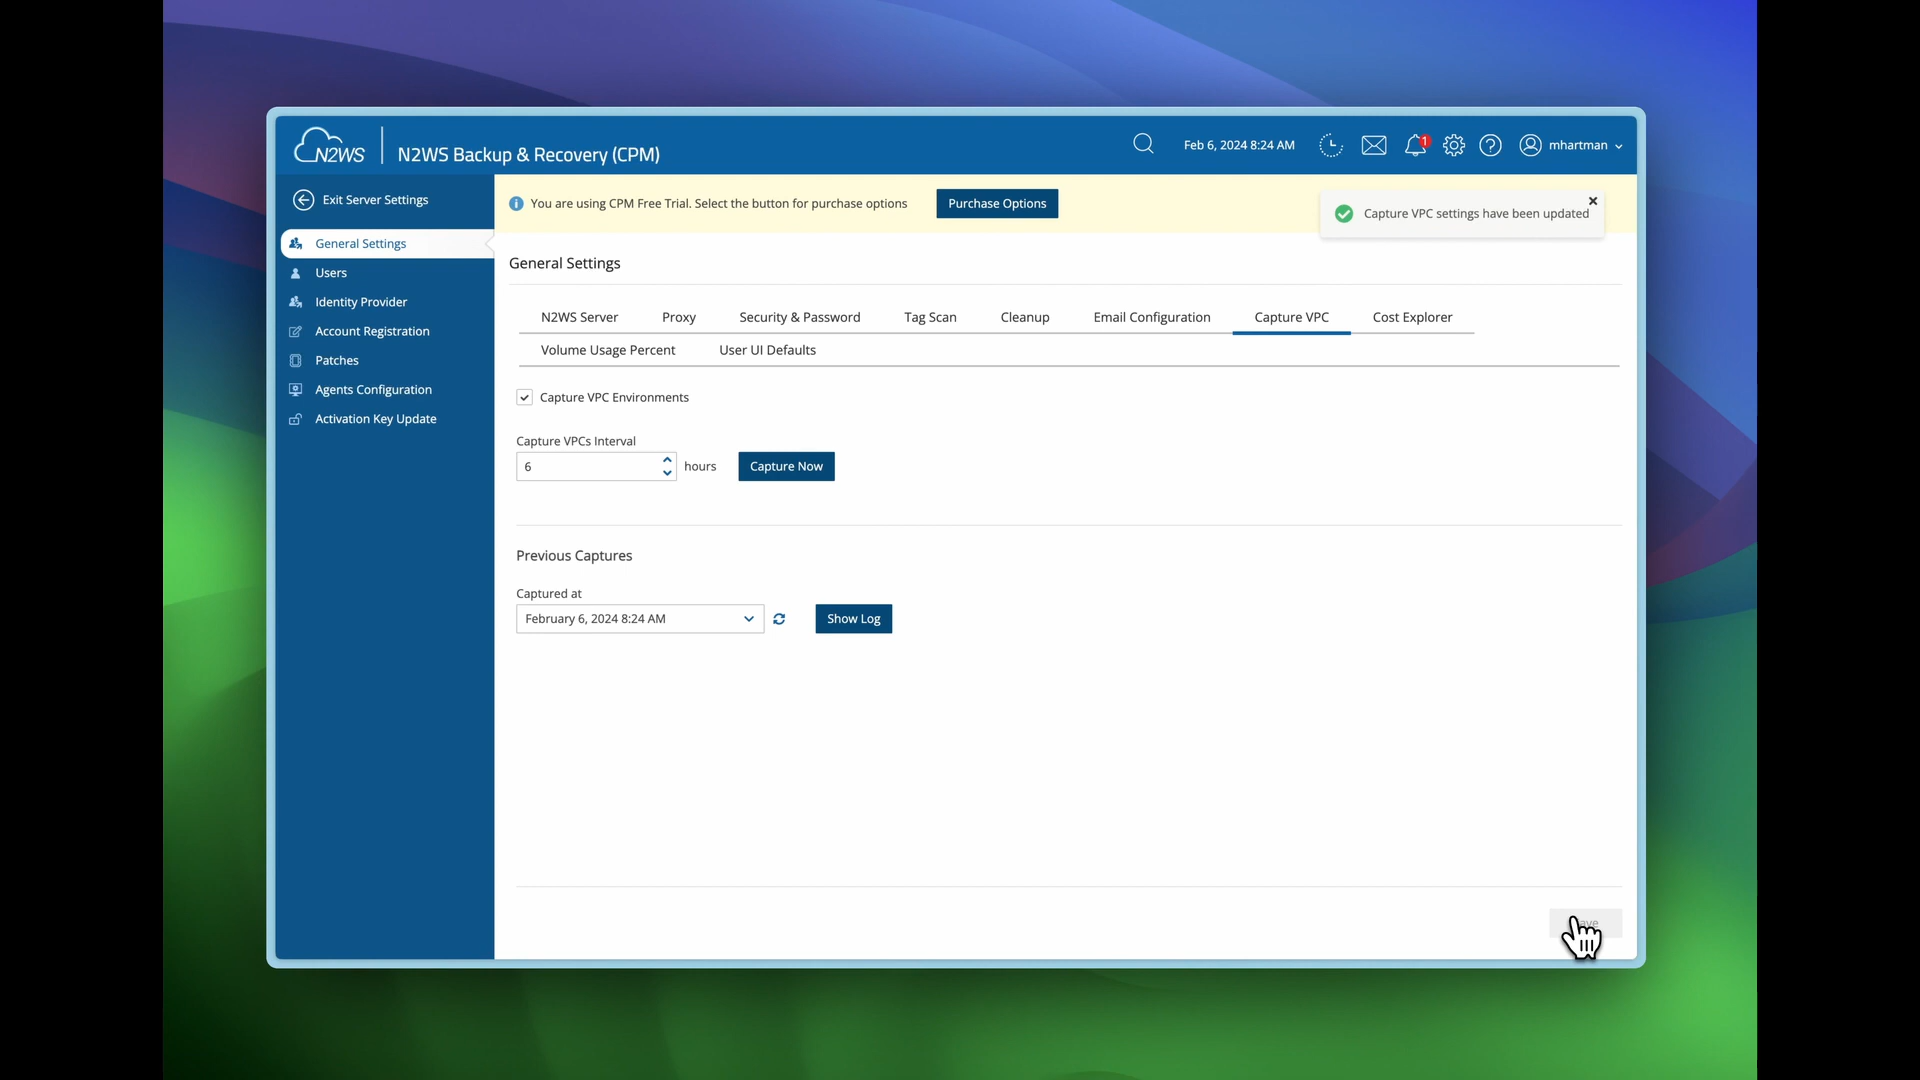 N2WS
N2WS Backup & Recovery (CPM)
Feb 6, 2024 8:24 AM
1
mhartman
Exit Server Settings
General Settings
Users
Identity Provider
Account Registration
Patches
Agents Configuration
Activation Key Update
You are using CPM Free Trial. Select the button for purchase options
Purchase Options
Capture VPC settings have been updated
General Settings
N2WS Server Proxy Security & Password Tag Scan Cleanup Email Configuration Capture VPC Cost Explorer
Volume Usage Percent User UI Defaults
Capture VPC Environments
Capture VPCs Interval
6 hours Capture Now
Previous Captures
Captured at
February 6, 2024 8:24 AM Show Log